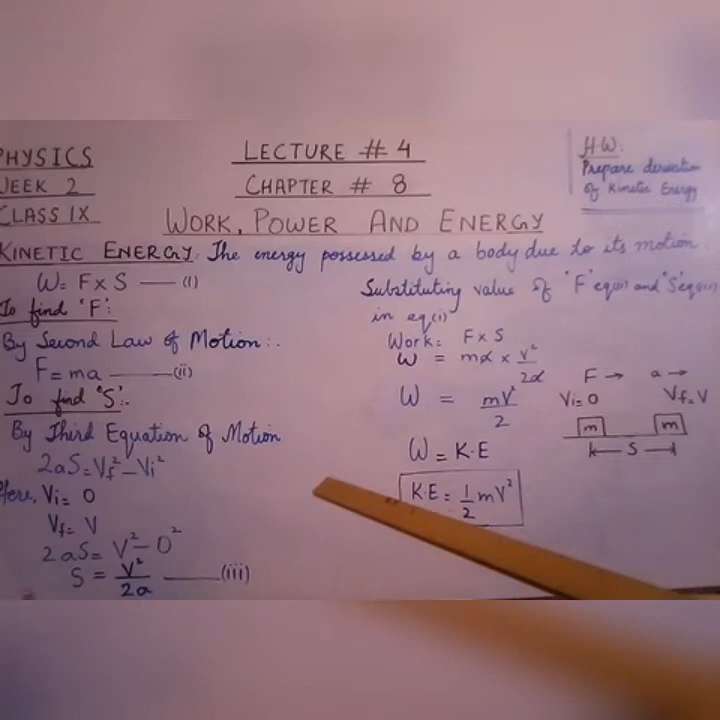 PHYSICS
LECTURE # 4
WEEK 2
CHAPTER # 8
CLASS IX
WORK, POWER AND ENERGY
H.W:
Prepare derivation
of Kinetic Energy
KINETIC ENERGY: The energy possessed by a body due to its motion.
W = F x S —— (i)
To find 'F':
By Second Law of Motion:.
F = ma —— (ii)
To find 'S':.
By Third Equation of Motion
2aS = Vf² – Vi²
Here, Vi = 0
Vf = V
2aS = V² – 0²
S = V²/2a —— (iii)
Substituting value of 'F' and 'S'
in eq(i)
Work = F x S
W = ma x V²/2a
W = mV²/2
W = K.E
K.E = 1/2 mV²
F → a →
Vi = 0 Vf = V
m m
S